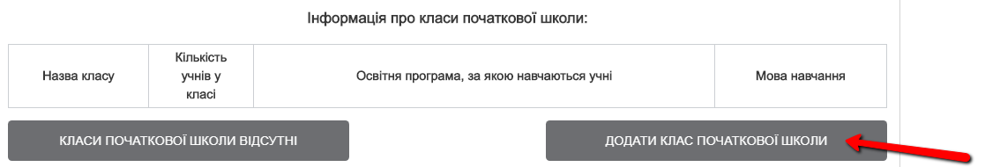 Інформація про класи початкової школи:
Назва класу
Кількість
учнів у
класі
Освітня програма, за якою навчаються учні
Мова навчання
КЛАСИ ПОЧАТКОВОЇ ШКОЛИ ВІДСУТНІ
ДОДАТИ КЛАС ПОЧАТКОВОЇ ШКОЛИ